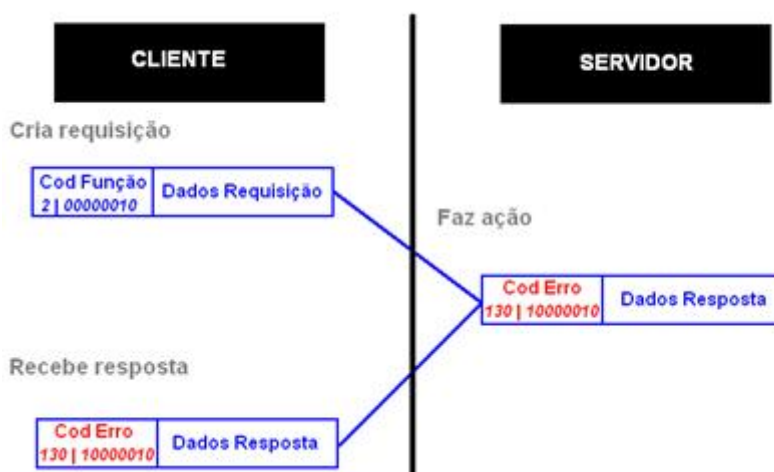 CLIENTE
SERVIDOR
Cria requisição
Cod Função
2 | 00000010
Dados Requisição
Faz ação
Cod Erro
130 | 10000010
Dados Resposta
Recebe resposta
Cod Erro
130 | 10000010
Dados Resposta